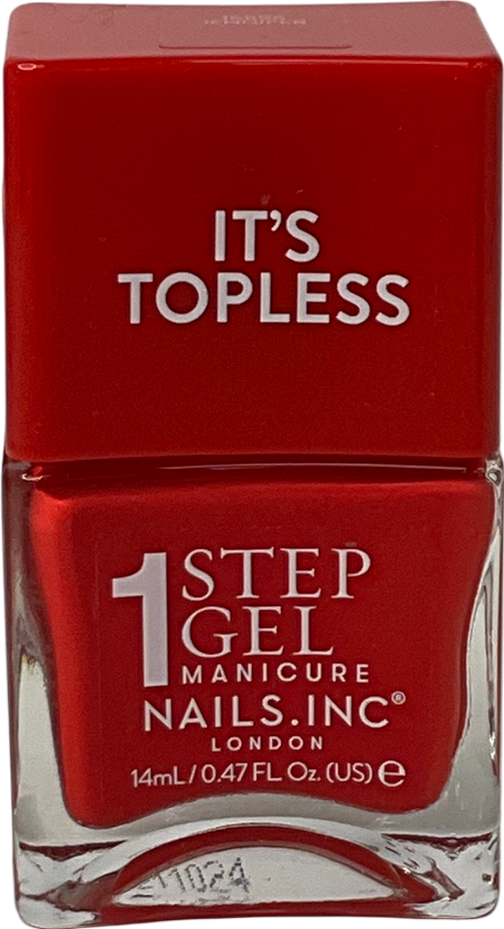 IT'S
TOPLESS
1 STEP
GEL
MANICURE
NAILS.INC®
LONDON
14mL / 0.47 FL Oz. (US) ℮
11024